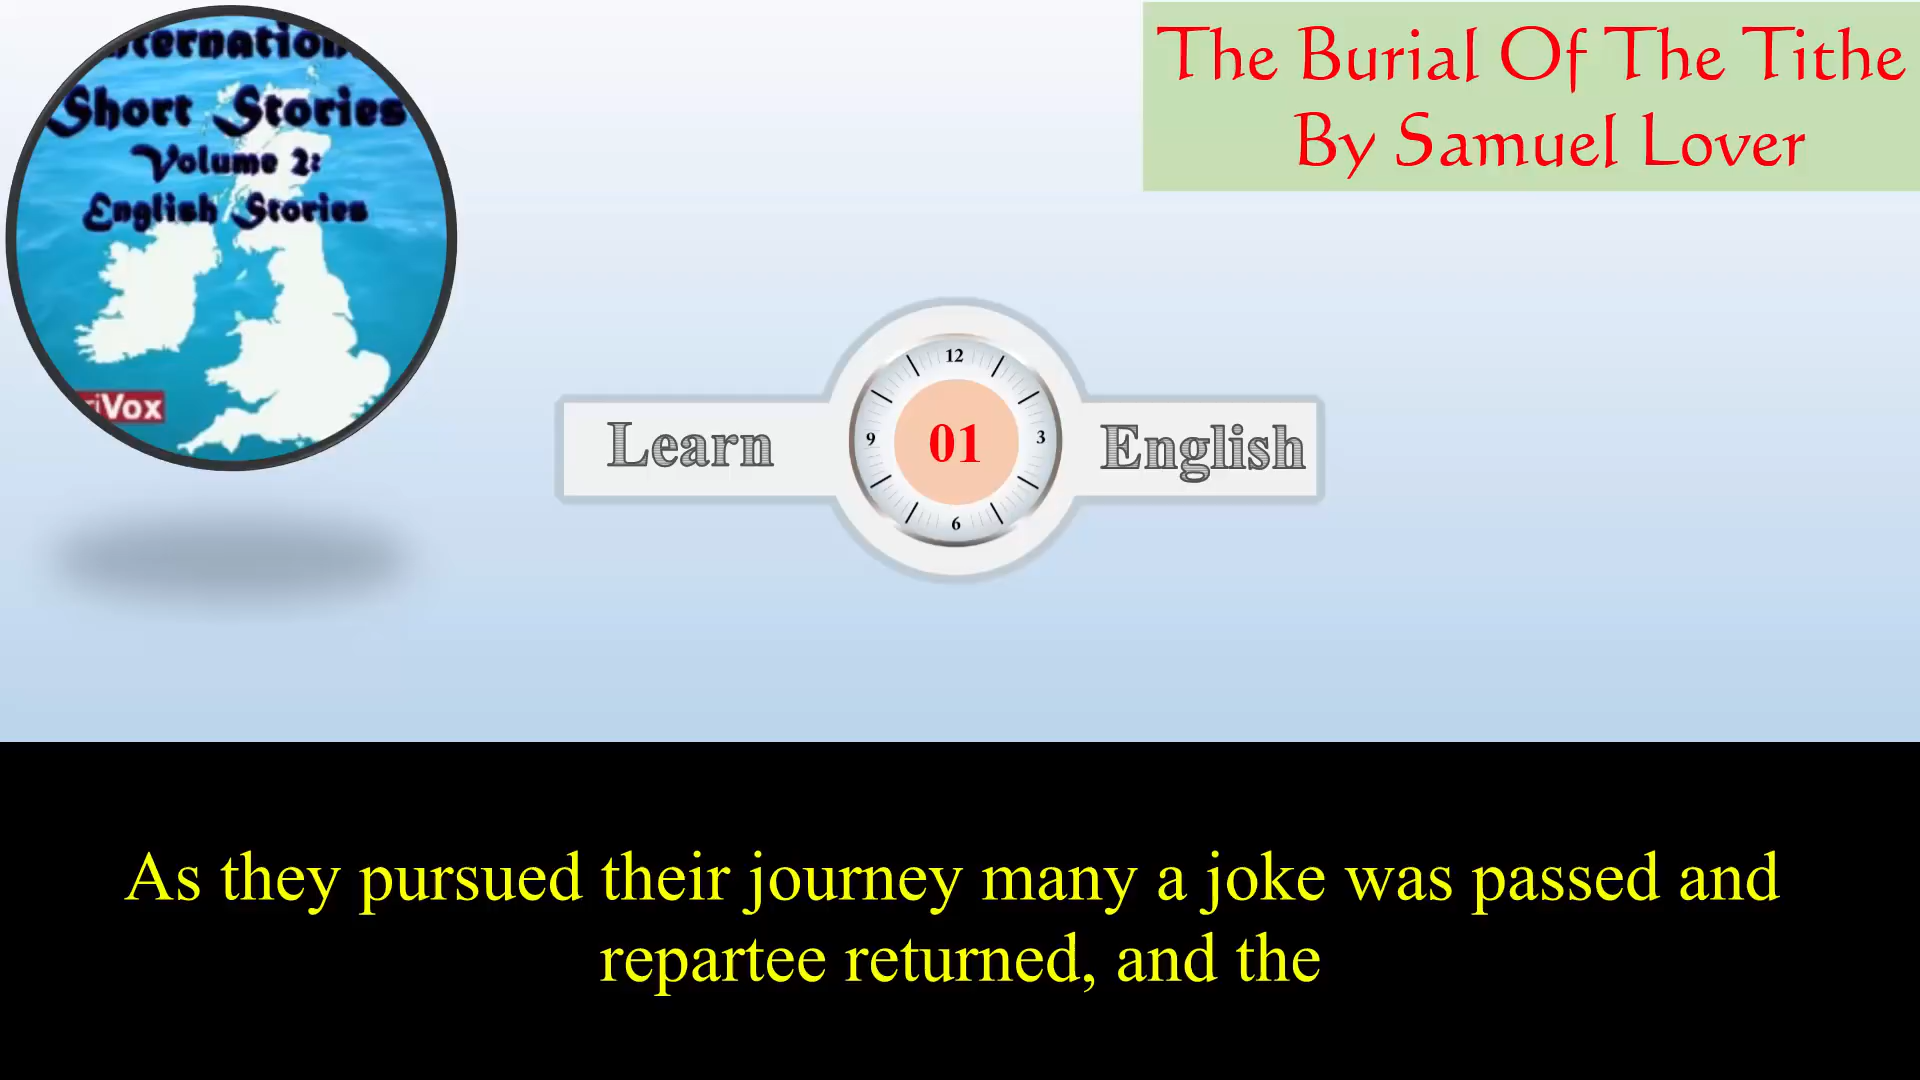 Short Stories
Volume 2:
English Stories
The Burial Of The Tithe
By Samuel Lover
12
Learn
9
01
3
English
6
As they pursued their journey many a joke was passed and
repartee returned, and the